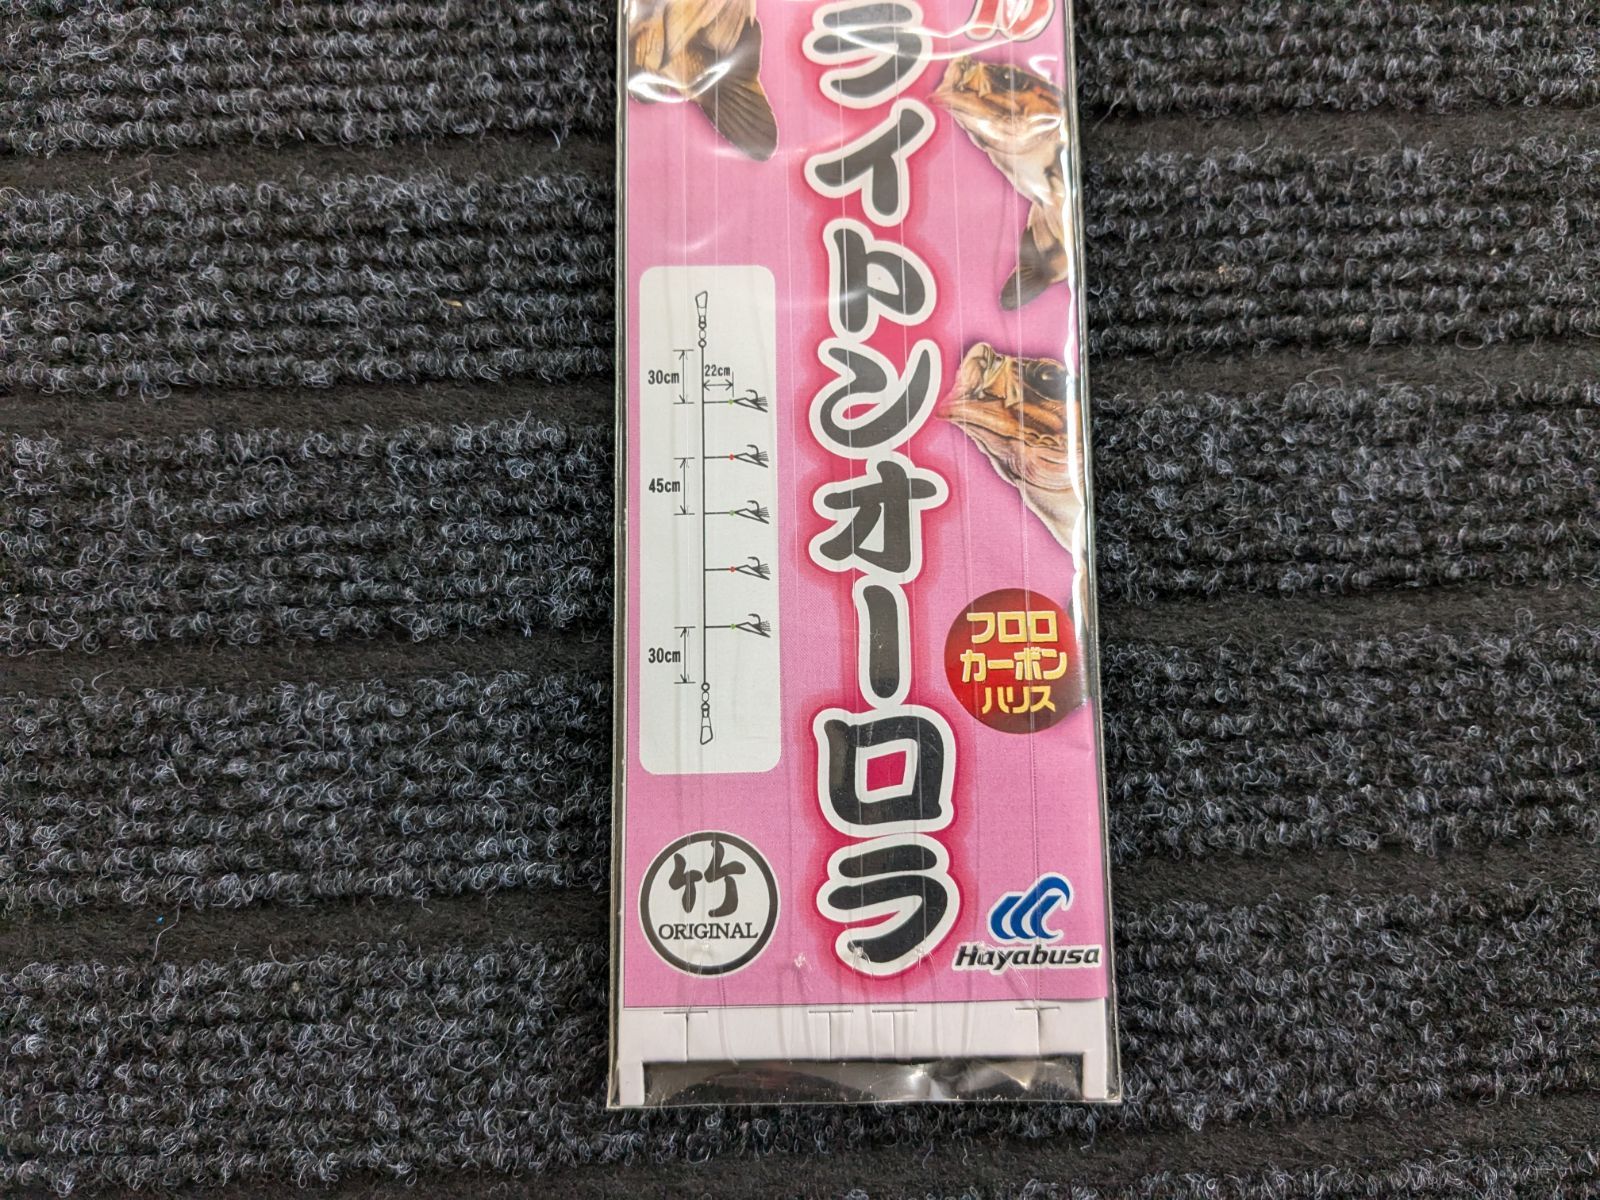 ライトンオーラロ
30cm
22cm
45cm
30cm
フロロ
カーボン
ハリス
竹
ORIGINAL
Hayabusa